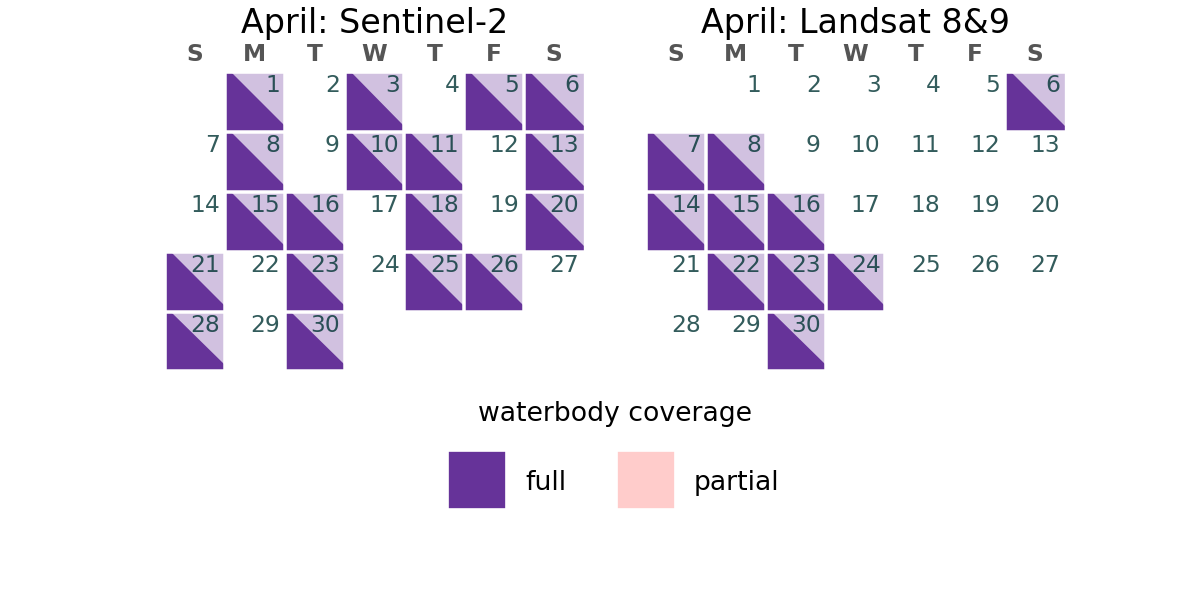 April: Sentinel-2
S M T W T F S
1 2 3 4 5 6
7 8 9 10 11 12 13
14 15 16 17 18 19 20
21 22 23 24 25 26 27
28 29 30
April: Landsat 8&9
S M T W T F S
1 2 3 4 5 6
7 8 9 10 11 12 13
14 15 16 17 18 19 20
21 22 23 24 25 26 27
28 29 30
waterbody coverage
full partial